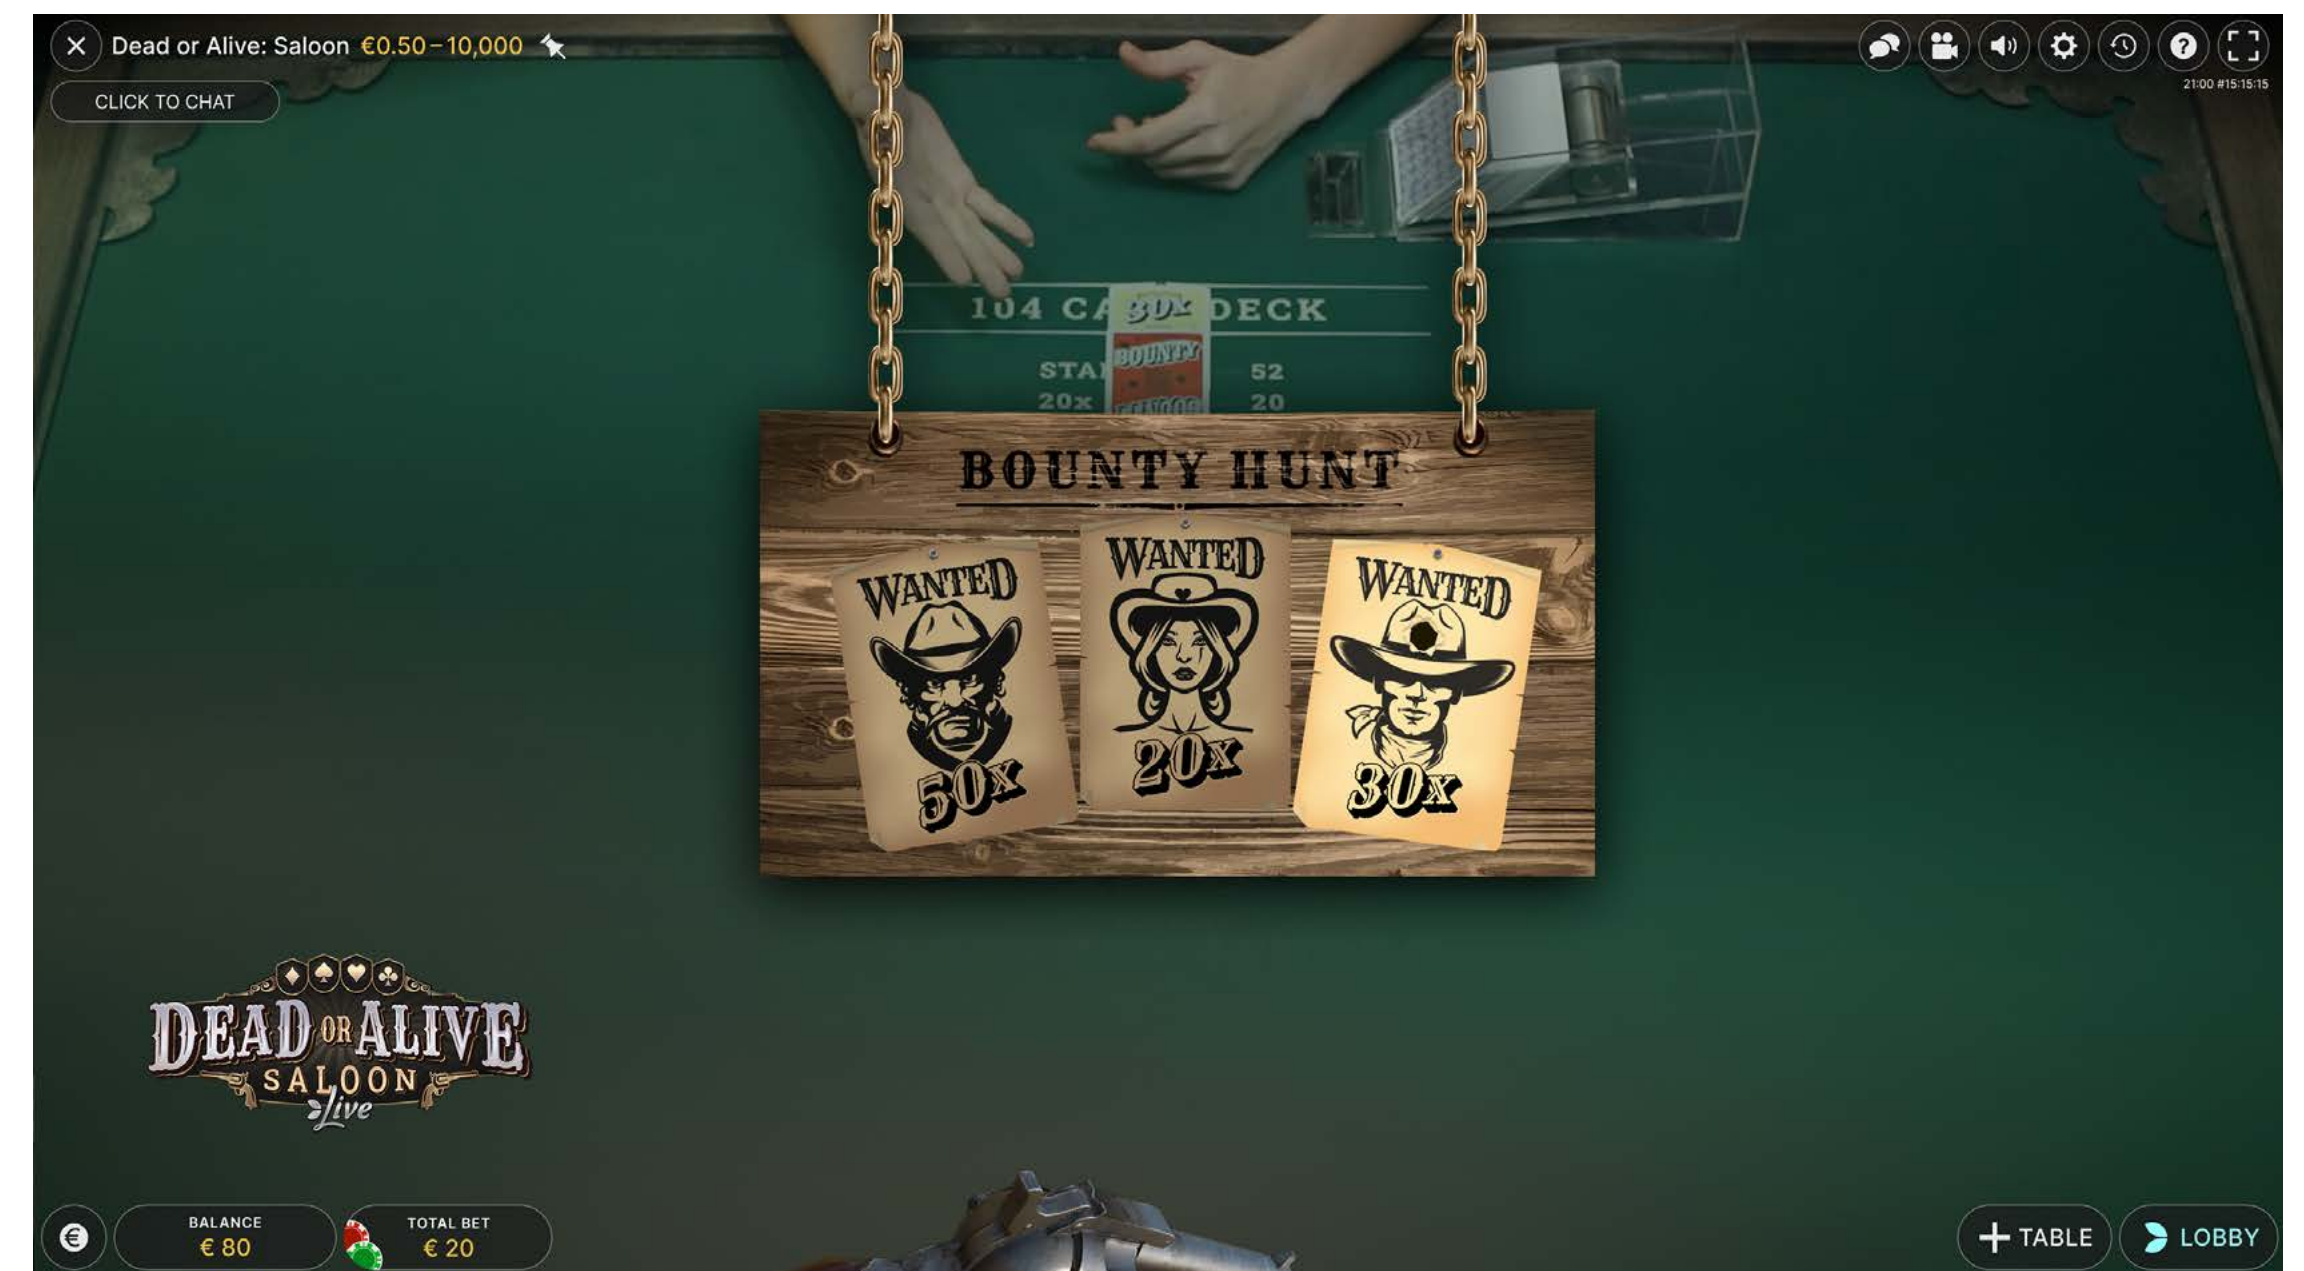 Dead or Alive: Saloon €0.50–10,000
CLICK TO CHAT
21:00 #15:15:15
104 CA DECK
30x
BOUNTY
STA 52
20x 20
BOUNTY HUNT
WANTED
50x
WANTED
20x
WANTED
30x
DEAD OR ALIVE
SALOON
Live
BALANCE
€ 80
TOTAL BET
€ 20
TABLE
LOBBY